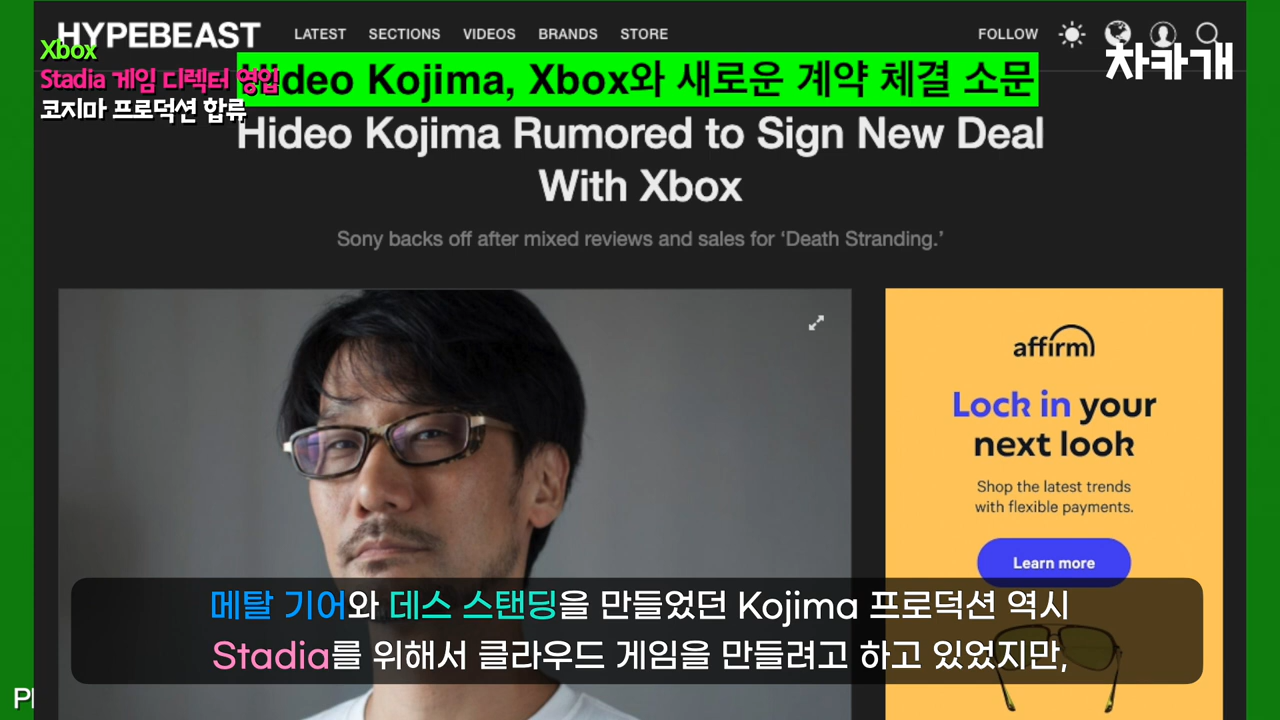 HYPEBEAST
LATEST SECTIONS VIDEOS BRANDS STORE
FOLLOW
Xbox
Stadia 게임 디렉터 영입
코지마 프로덕션 합류
차카개
Hideo Kojima, Xbox와 새로운 계약 체결 소문
Hideo Kojima Rumored to Sign New Deal
With Xbox
Sony backs off after mixed reviews and sales for ‘Death Stranding.’
affirm
Lock in your
next look
Shop the latest trends
with flexible payments.
Learn more
메탈 기어와 데스 스탠딩을 만들었던 Kojima 프로덕션 역시
Stadia를 위해서 클라우드 게임을 만들려고 하고 있었지만,